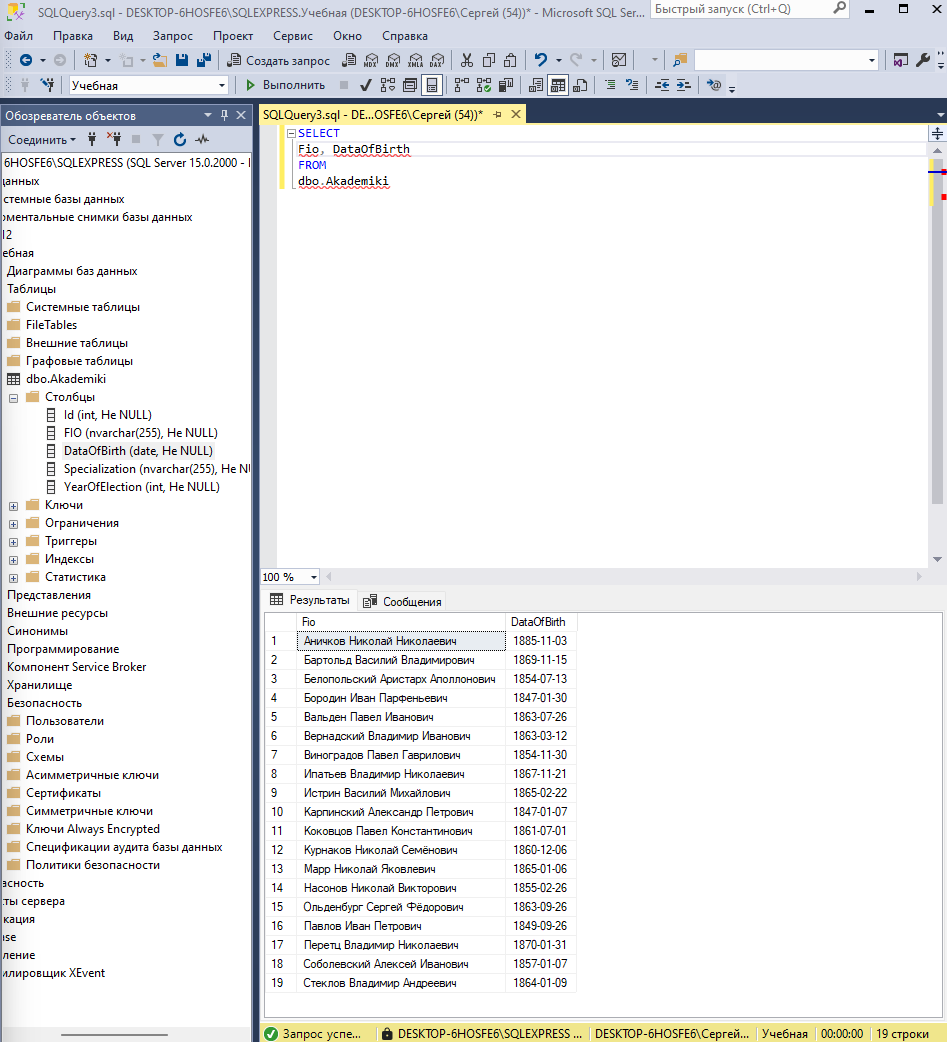 SQLQuery3.sql - DESKTOP-6HOSFE6\SQLEXPRESS.Учебная (DESKTOP-6HOSFE6\Сергей (54))* - Microsoft SQL Ser...
Быстрый запуск (Ctrl+Q)
Файл Правка Вид Запрос Проект Сервис Окно Справка
Создать запрос
MDX DMX XMLA DAX
Учебная
Выполнить
Обозреватель объектов
SQLQuery3.sql - DE...OSFE6\Сергей (54))*
Соединить
6HOSFE6\SQLEXPRESS (SQL Server 15.0.2000 -
данных
стемные базы данных
оментальные снимки базы данных
12
ебная
Диаграммы баз данных
Таблицы
Системные таблицы
FileTables
Внешние таблицы
Графовые таблицы
dbo.Akademiki
Столбцы
Id (int, Не NULL)
FIO (nvarchar(255), Не NULL)
DataOfBirth (date, Не NULL)
Specialization (nvarchar(255), Не NU
YearOfElection (int, Не NULL)
Ключи
Ограничения
Триггеры
Индексы
Статистика
Представления
Внешние ресурсы
Синонимы
Программирование
Компонент Service Broker
Хранилище
Безопасность
Пользователи
Роли
Схемы
Асимметричные ключи
Сертификаты
Симметричные ключи
Ключи Always Encrypted
Спецификации аудита базы данных
Политики безопасности
асность
ты сервера
кация
ние
илировщик XEvent
SELECT
Fio, DataOfBirth
FROM
dbo.Akademiki
100 %
Результаты Сообщения
Fio DataOfBirth
1 Аничков Николай Николаевич 1885-11-03
2 Бартольд Василий Владимирович 1869-11-15
3 Белопольский Аристарх Аполлонович 1854-07-13
4 Бородин Иван Парфеньевич 1847-01-30
5 Вальден Павел Иванович 1863-07-26
6 Вернадский Владимир Иванович 1863-03-12
7 Виноградов Павел Гаврилович 1854-11-30
8 Ипатьев Владимир Николаевич 1867-11-21
9 Истрин Василий Михайлович 1865-02-22
10 Карпинский Александр Петрович 1847-01-07
11 Коковцов Павел Константинович 1861-07-01
12 Курнаков Николай Семёнович 1860-12-06
13 Марр Николай Яковлевич 1865-01-06
14 Насонов Николай Викторович 1855-02-26
15 Ольденбург Сергей Фёдорович 1863-09-26
16 Павлов Иван Петрович 1849-09-26
17 Перетц Владимир Николаевич 1870-01-31
18 Соболевский Алексей Иванович 1857-01-07
19 Стеклов Владимир Андреевич 1864-01-09
Запрос успе... DESKTOP-6HOSFE6\SQLEXPRESS ... DESKTOP-6HOSFE6\Сергей... Учебная 00:00:00 19 строки